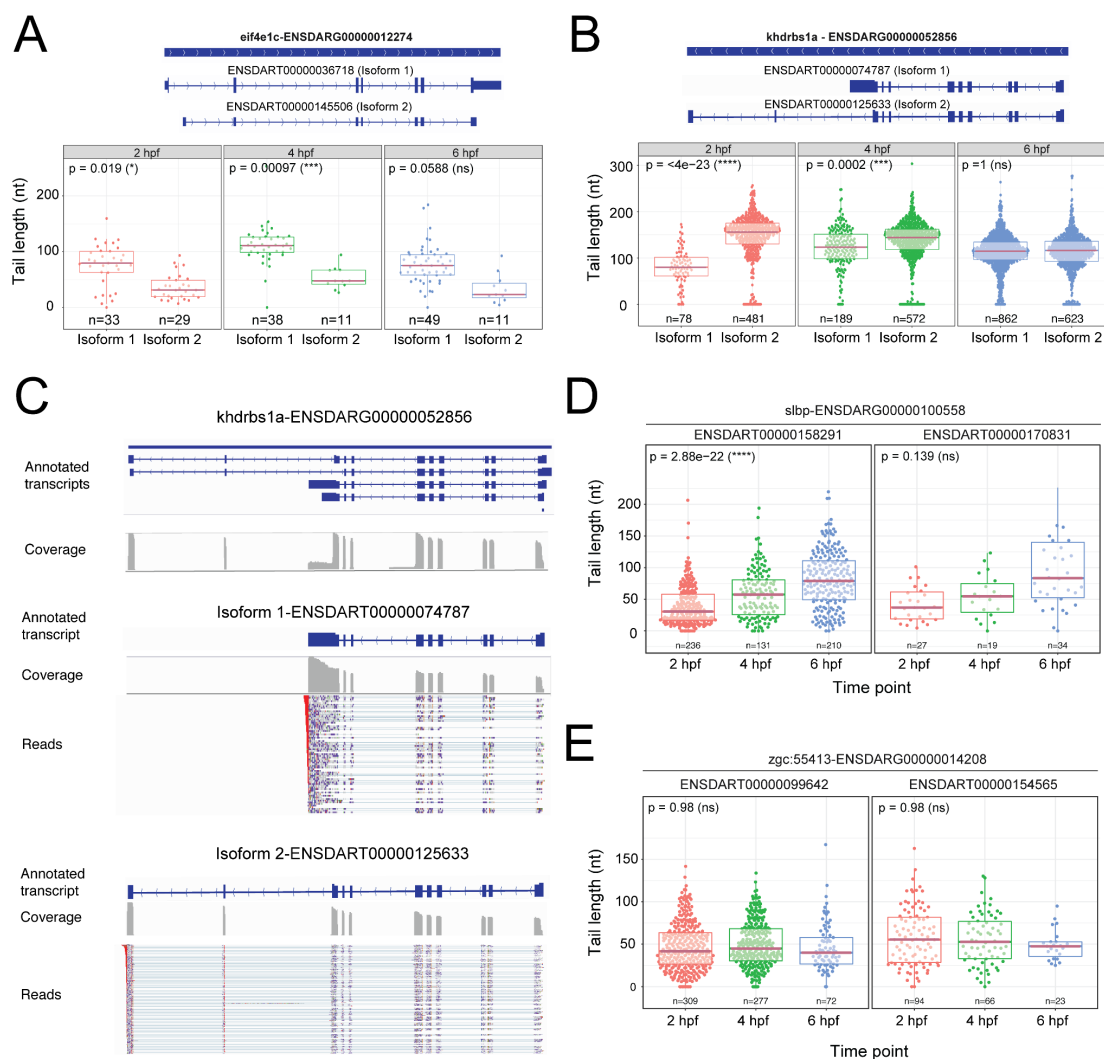 A
eif4e1c-ENSDARG00000012274
ENSDART00000036718 (Isoform 1)
ENSDART00000145506 (Isoform 2)
2 hpf 4 hpf 6 hpf
p = 0.019 (*) p = 0.00097 (***) p = 0.0588 (ns)
Tail length (nt)
200
100
0
n=33 n=29 n=38 n=11 n=49 n=11
Isoform 1 Isoform 2 Isoform 1 Isoform 2 Isoform 1 Isoform 2
B
khdrbs1a - ENSDARG00000052856
ENSDART00000074787 (Isoform 1)
ENSDART00000125633 (Isoform 2)
2 hpf 4 hpf 6 hpf
p = <4e-23 (****) p = 0.0002 (***) p =1 (ns)
Tail length (nt)
300
200
100
0
n=78 n=481 n=189 n=572 n=862 n=623
Isoform 1 Isoform 2 Isoform 1 Isoform 2 Isoform 1 Isoform 2
C
khdrbs1a-ENSDARG00000052856
Annotated
transcripts
Coverage
Isoform 1-ENSDART00000074787
Annotated
transcript
Coverage
Reads
Isoform 2-ENSDART00000125633
Annotated
transcript
Coverage
Reads
D
slbp-ENSDARG00000100558
ENSDART00000158291 ENSDART00000170831
p = 2.88e-22 (****) p = 0.139 (ns)
Tail length (nt)
200
150
100
50
0
n=236 n=131 n=210 n=27 n=19 n=34
2 hpf 4 hpf 6 hpf 2 hpf 4 hpf 6 hpf
Time point
E
zgc:55413-ENSDARG00000014208
ENSDART00000099642 ENSDART00000154565
p = 0.98 (ns) p = 0.98 (ns)
Tail length (nt)
150
100
50
0
n=309 n=277 n=72 n=94 n=66 n=23
2 hpf 4 hpf 6 hpf 2 hpf 4 hpf 6 hpf
Time point